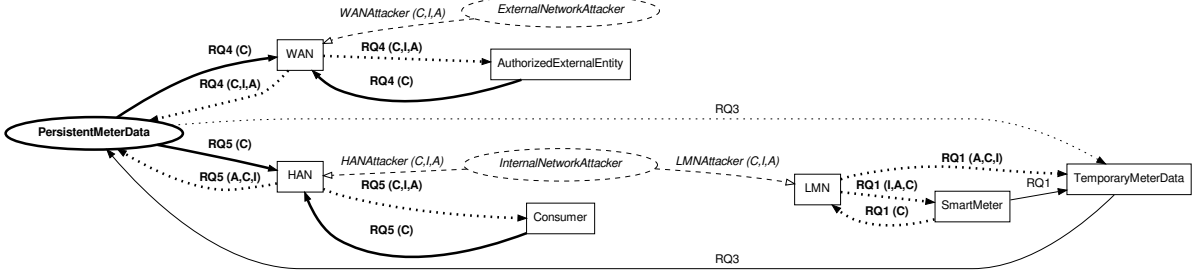 WANAttacker (C,I,A)
ExternalNetworkAttacker
RQ4 (C)
WAN
RQ4 (C,I,A)
AuthorizedExternalEntity
RQ4 (C,I,A)
RQ4 (C)
RQ3
PersistentMeterData
RQ5 (C)
HANAttacker (C,I,A)
InternalNetworkAttacker
LMNAttacker (C,I,A)
RQ1 (A,C,I)
RQ5 (A,C,I)
HAN
RQ5 (C,I,A)
LMN
RQ1 (I,A,C)
RQ1
TemporaryMeterData
SmartMeter
RQ1 (C)
Consumer
RQ5 (C)
RQ3